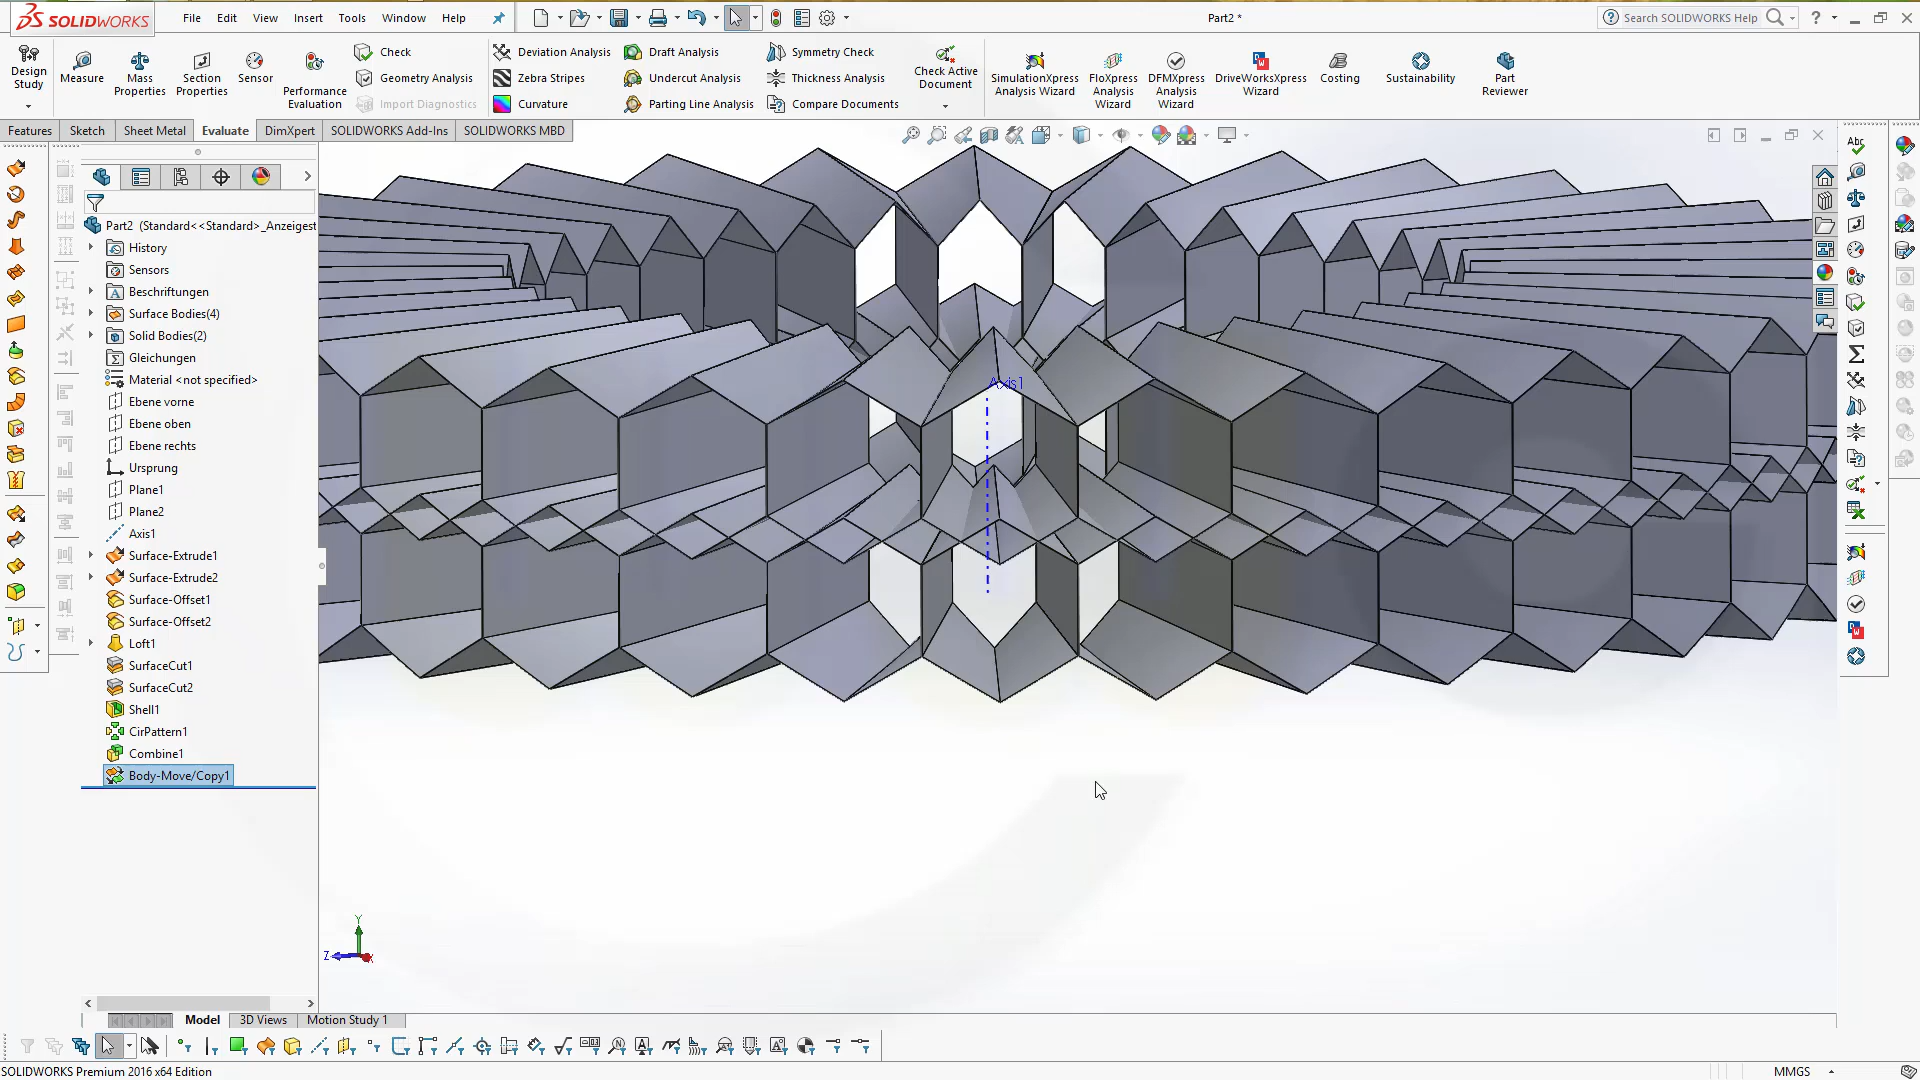 SOLIDWORKS
File Edit View Insert Tools Window Help
Part2 *
Search SOLIDWORKS Help
Design Study
Measure
Mass Properties
Section Properties
Sensor
Performance Evaluation
Check
Geometry Analysis
Import Diagnostics
Deviation Analysis
Zebra Stripes
Curvature
Draft Analysis
Undercut Analysis
Parting Line Analysis
Symmetry Check
Thickness Analysis
Compare Documents
Check Active Document
SimulationXpress Analysis Wizard
FloXpress Analysis Wizard
DFMXpress Analysis Wizard
DriveWorksXpress Wizard
Costing
Sustainability
Part Reviewer
Features Sketch Sheet Metal Evaluate DimXpert SOLIDWORKS Add-Ins SOLIDWORKS MBD
Part2 (Standard<<Standard>_Anzeigest
History
Sensors
Beschriftungen
Surface Bodies(4)
Solid Bodies(2)
Gleichungen
Material <not specified>
Ebene vorne
Ebene oben
Ebene rechts
Ursprung
Plane1
Plane2
Axis1
Surface-Extrude1
Surface-Extrude2
Surface-Offset1
Surface-Offset2
Loft1
SurfaceCut1
SurfaceCut2
Shell1
CirPattern1
Combine1
Body-Move/Copy1
Axis1
Y
Z
X
Model 3D Views Motion Study 1
SOLIDWORKS Premium 2016 x64 Edition
MMGS